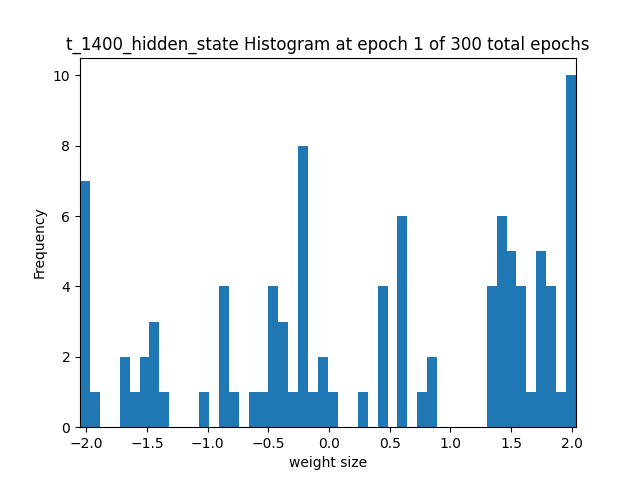 t_1400_hidden_state Histogram at epoch 1 of 300 total epochs
10
8
6
4
2
0
Frequency
−2.0 −1.5 −1.0 −0.5 0.0 0.5 1.0 1.5 2.0
weight size